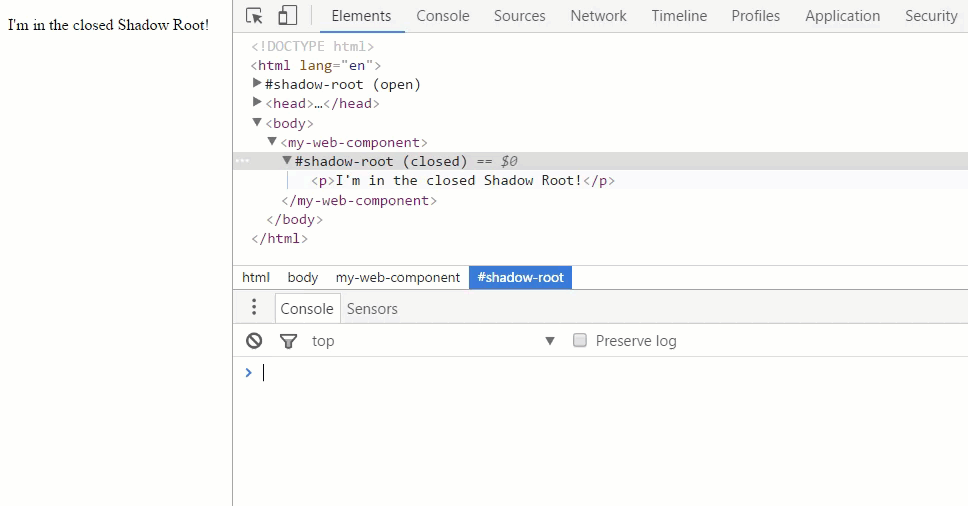 I'm in the closed Shadow Root!
Elements Console Sources Network Timeline Profiles Application Security
<!DOCTYPE html>
<html lang="en">
#shadow-root (open)
<head>…</head>
<body>
<my-web-component>
#shadow-root (closed) == $0
<p>I'm in the closed Shadow Root!</p>
</my-web-component>
</body>
</html>
html body my-web-component #shadow-root
Console Sensors
top Preserve log